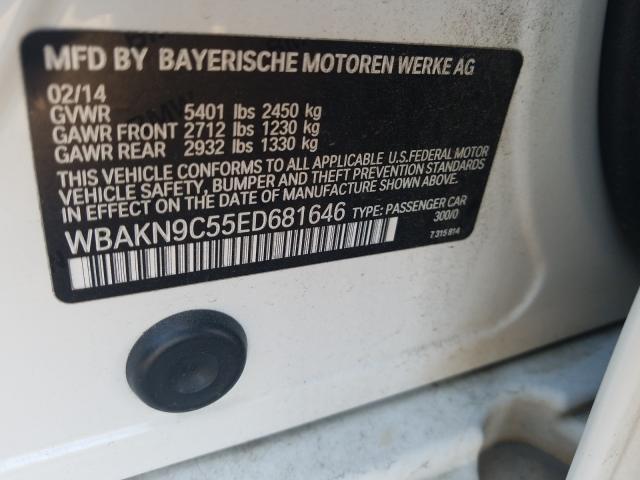 MFD BY BAYERISCHE MOTOREN WERKE AG
02/14
GVWR 5401 lbs 2450 kg
GAWR FRONT 2712 lbs 1230 kg
GAWR REAR 2932 lbs 1330 kg
THIS VEHICLE CONFORMS TO ALL APPLICABLE U.S. FEDERAL MOTOR
VEHICLE SAFETY, BUMPER AND THEFT PREVENTION STANDARDS
IN EFFECT ON THE DATE OF MANUFACTURE SHOWN ABOVE.
WBAKN9C55ED681646 TYPE: PASSENGER CAR
300/0
7 315 814